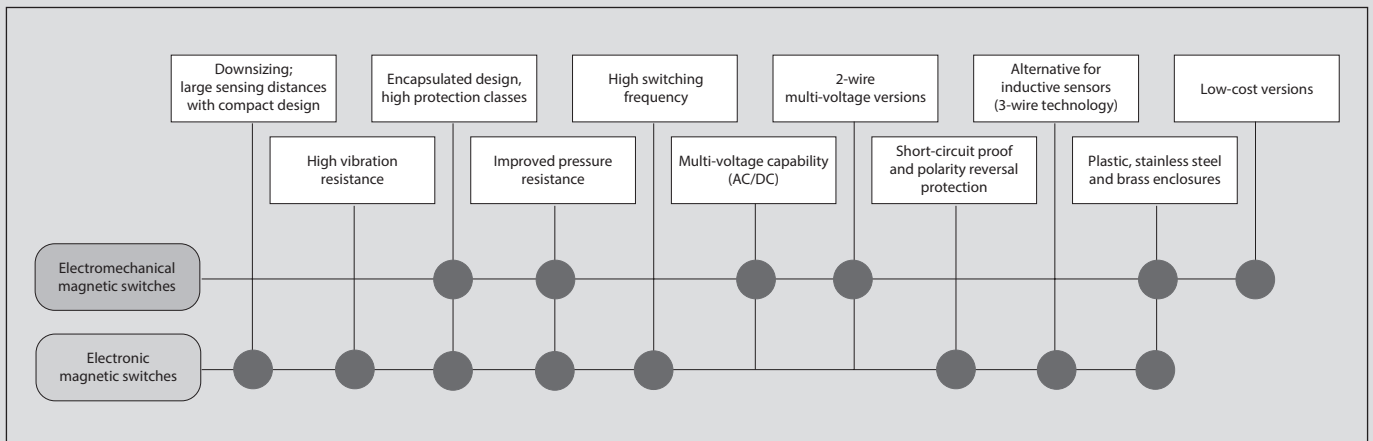 Downsizing;
large sensing distances
with compact design
Encapsulated design,
high protection classes
High switching
frequency
2-wire
multi-voltage versions
Alternative for
inductive sensors
(3-wire technology)
Low-cost versions
High vibration
resistance
Improved pressure
resistance
Multi-voltage capability
(AC/DC)
Short-circuit proof
and polarity reversal
protection
Plastic, stainless steel
and brass enclosures
Electromechanical
magnetic switches
Electronic
magnetic switches